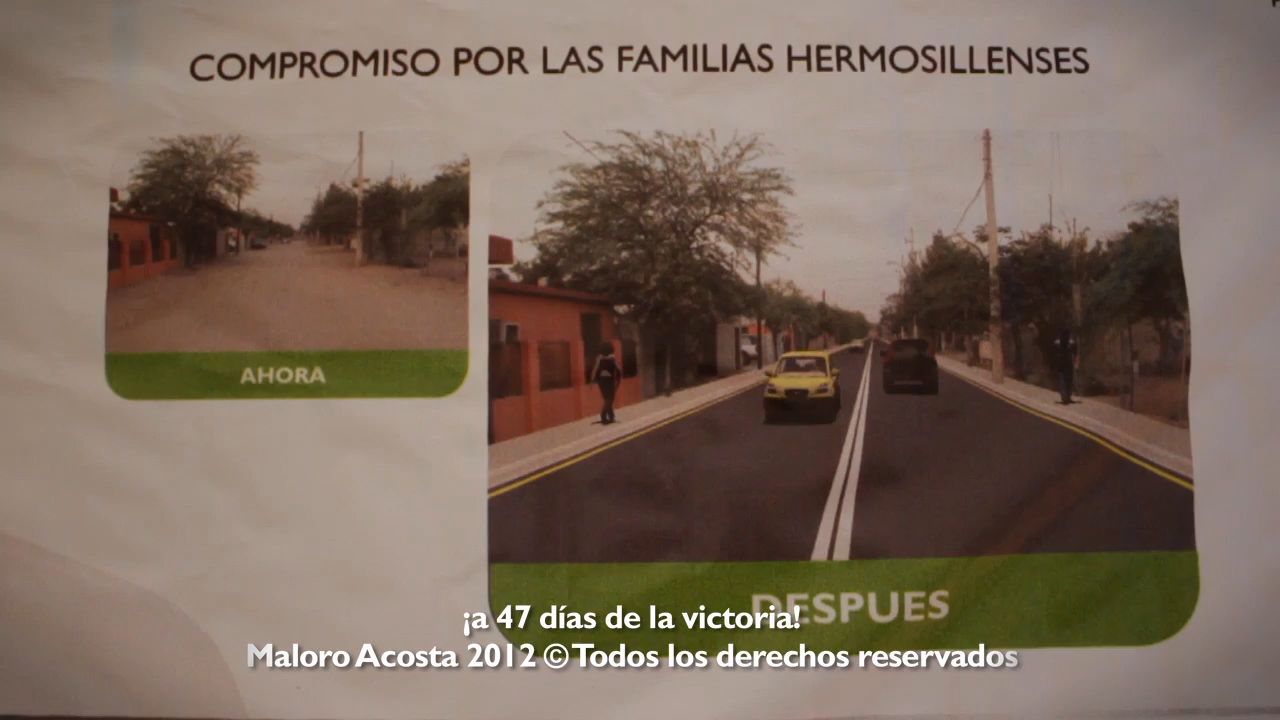 COMPROMISO POR LAS FAMILIAS HERMOSILLENSES
AHORA
DESPUES
¡a 47 días de la victoria!
Maloro Acosta 2012 © Todos los derechos reservados